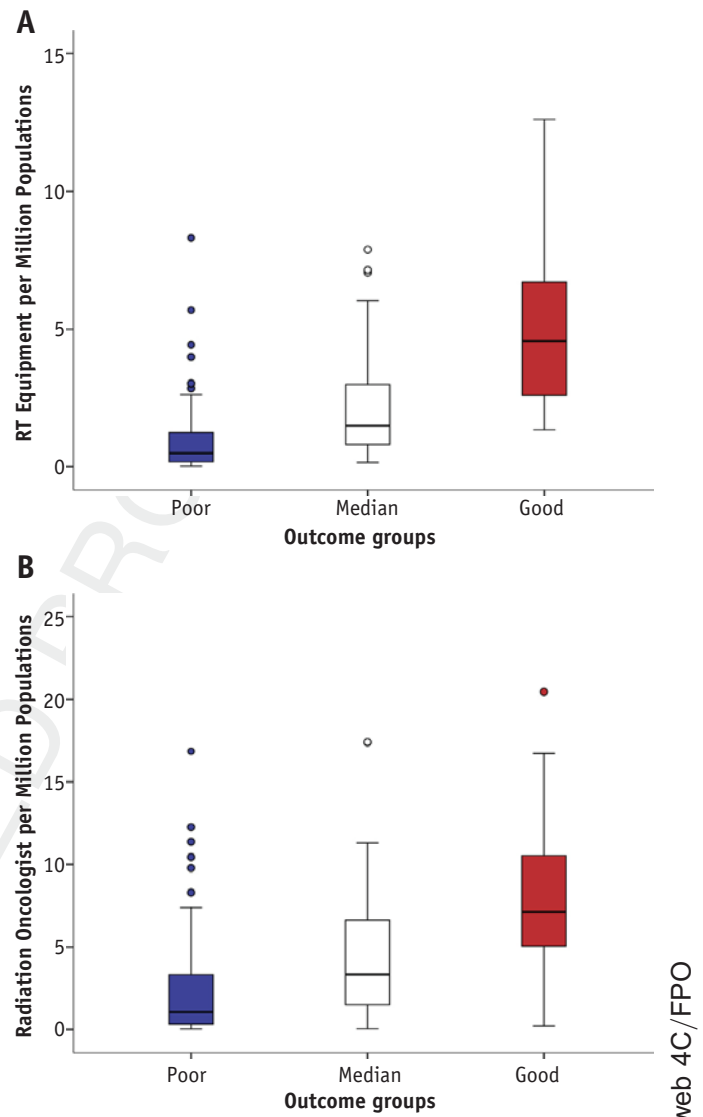 A
RT Equipment per Million Populations
15
10
5
0
Poor Median Good
Outcome groups
B
Radiation Oncologist per Million Populations
25
20
15
10
5
0
Poor Median Good
Outcome groups
web 4C/FPO